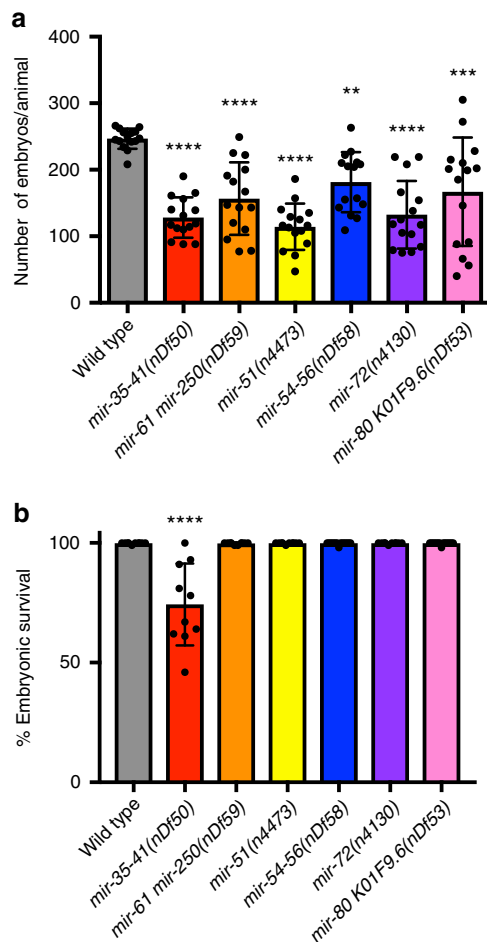 a
Number of embryos/animal
400
300
200
100
0
****
****
****
**
****
***
Wild type
mir-35-41(nDf50)
mir-61 mir-250(nDf59)
mir-51(n4473)
mir-54-56(nDf58)
mir-72(n4130)
mir-80 K01F9.6(nDf53)
b
% Embryonic survival
100
50
0
****
Wild type
mir-35-41(nDf50)
mir-61 mir-250(nDf59)
mir-51(n4473)
mir-54-56(nDf58)
mir-72(n4130)
mir-80 K01F9.6(nDf53)